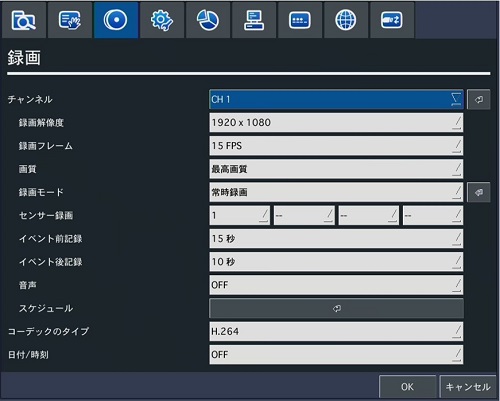 録画
チャンネル CH 1
録画解像度 1920 x 1080
録画フレーム 15 FPS
画質 最高画質
録画モード 常時録画
センサー録画 1 -- -- --
イベント前記録 15 秒
イベント後記録 10 秒
音声 OFF
スケジュール
コーデックのタイプ H.264
日付/時刻 OFF
OK キャンセル